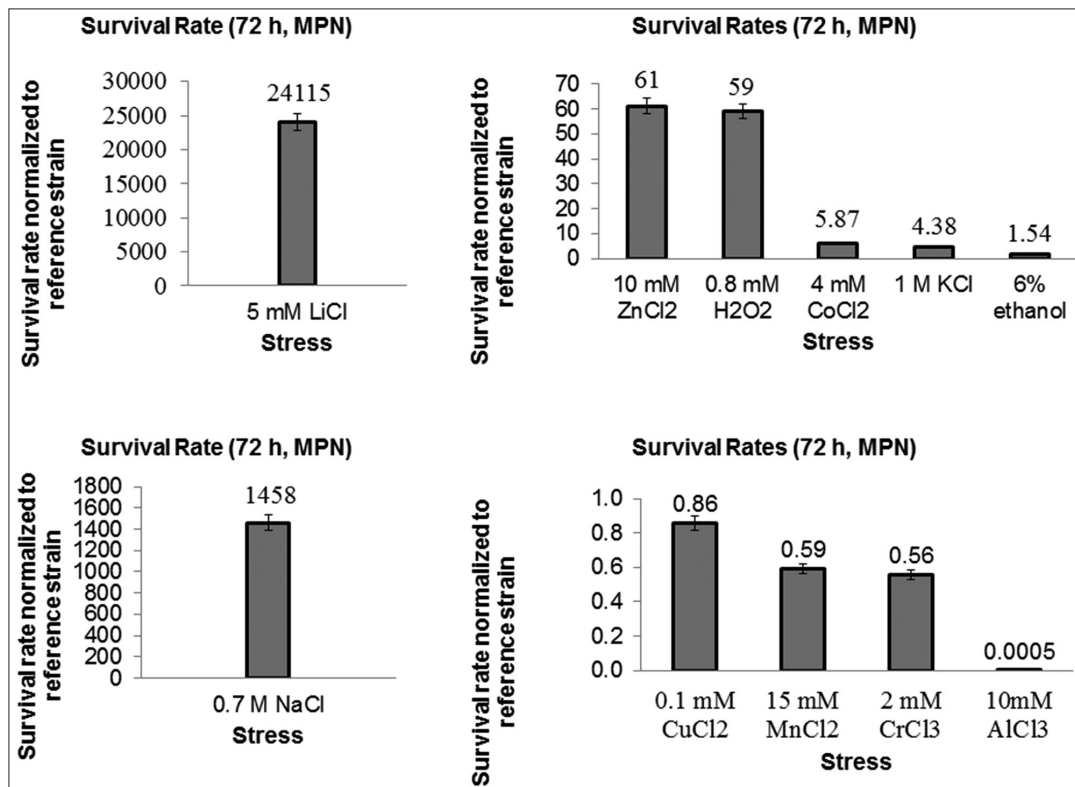 Survival Rate (72 h, MPN)
Survival rate normalized to
reference strain
30000
25000
20000
15000
10000
5000
0
24115
5 mM LiCl
Stress
Survival Rates (72 h, MPN)
Survival rate normalized to
reference strain
70
60
50
40
30
20
10
0
61
59
5.87
4.38
1.54
10 mM
ZnCl2
0.8 mM
H2O2
4 mM
CoCl2
1 M KCl
6%
ethanol
Stress
Survival Rate (72 h, MPN)
Survival rate normalized to
reference strain
1800
1600
1400
1200
1000
800
600
400
200
0
1458
0.7 M NaCl
Stress
Survival Rates (72 h, MPN)
Survival rate normalized to
reference strain
1.0
0.8
0.6
0.4
0.2
0.0
0.86
0.59
0.56
0.0005
0.1 mM
CuCl2
15 mM
MnCl2
2 mM
CrCl3
10mM
AlCl3
Stress